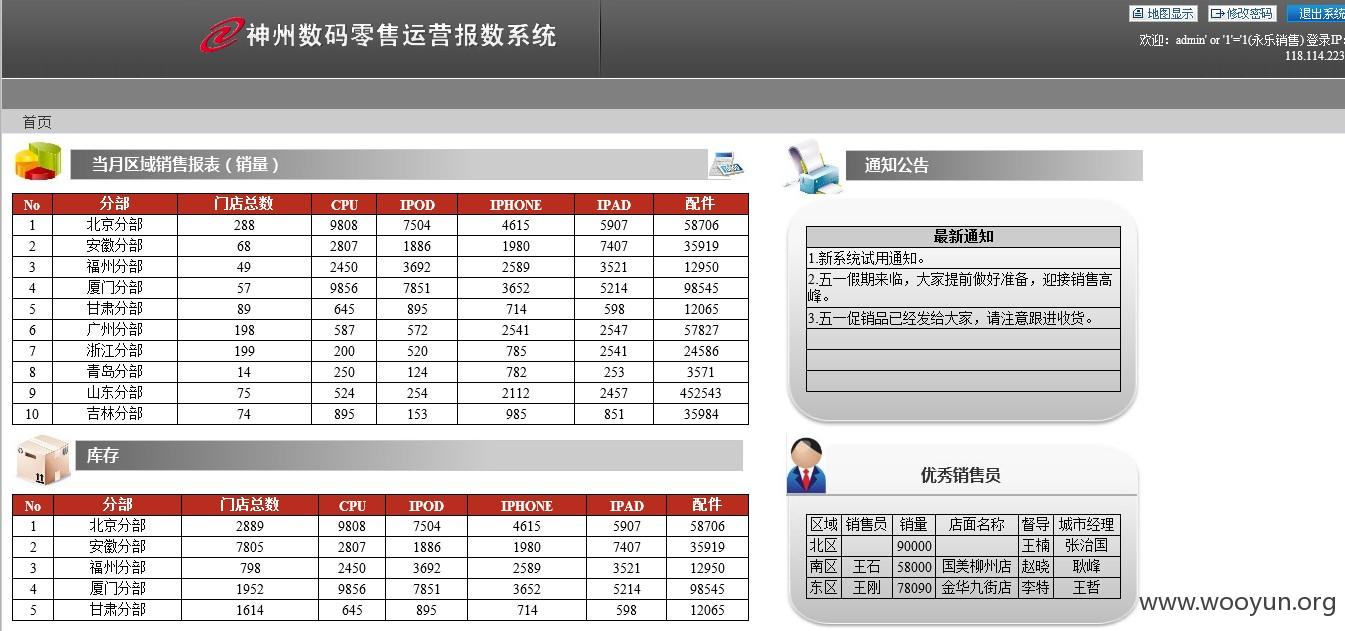 神州数码零售运营报数系统
地图显示 修改密码 退出系统
欢迎：admin' or '1'='1(永乐销售) 登录IP:
118.114.223
首页
当月区域销售报表 ( 销量 )
No 分部 门店总数 CPU IPOD IPHONE IPAD 配件
1 北京分部 288 9808 7504 4615 5907 58706
2 安徽分部 68 2807 1886 1980 7407 35919
3 福州分部 49 2450 3692 2589 3521 12950
4 厦门分部 57 9856 7851 3652 5214 98545
5 甘肃分部 89 645 895 714 598 12065
6 广州分部 198 587 572 2541 2547 57827
7 浙江分部 199 200 520 785 2541 24586
8 青岛分部 14 250 124 782 253 3571
9 山东分部 75 524 254 2112 2457 452543
10 吉林分部 74 895 153 985 851 35984
库存
No 分部 门店总数 CPU IPOD IPHONE IPAD 配件
1 北京分部 2889 9808 7504 4615 5907 58706
2 安徽分部 7805 2807 1886 1980 7407 35919
3 福州分部 798 2450 3692 2589 3521 12950
4 厦门分部 1952 9856 7851 3652 5214 98545
5 甘肃分部 1614 645 895 714 598 12065
通知公告
最新通知
1.新系统试用通知。
2.五一假期来临，大家提前做好准备，迎接销售高
峰。
3.五一促销品已经发给大家，请注意跟进收货。
优秀销售员
区域 销售员 销量 店面名称 督导 城市经理
北区 90000 王楠 张治国
南区 王石 58000 国美柳州店 赵晓 耿峰
东区 王刚 78090 金华九街店 李特 王哲
www.wooyun.org